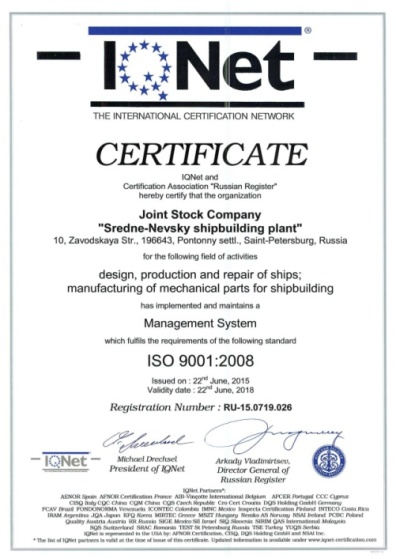 IQNet®
THE INTERNATIONAL CERTIFICATION NETWORK
CERTIFICATE
IQNet and
Certification Association "Russian Register"
hereby certify that the organization
Joint Stock Company
"Sredne-Nevsky shipbuilding plant"
10, Zavodskaya Str., 196643, Pontonny settl., Saint-Petersburg, Russia
for the following field of activities
design, production and repair of ships;
manufacturing of mechanical parts for shipbuilding
has implemented and maintains a
Management System
which fulfils the requirements of the following standard
ISO 9001:2008
Issued on : 22nd June, 2015
Validity date : 22nd June, 2018
Registration Number : RU-15.0719.026
IQNet
Michael Drechsel
President of IQNet
Arkady Vladimirtsev,
Director General of
Russian Register
IQNet Partners*:
AENOR Spain AFNOR Certification France AIB-Vinçotte International Belgium APCER Portugal CCC Cyprus
CISQ Italy CQC China CQM China CQS Czech Republic Cro Cert Croatia DQS Holding GmbH Germany
FCAV Brazil FONDONORMA Venezuela ICONTEC Colombia IMNC Mexico Inspecta Certification Finland INTECO Costa Rica
IRAM Argentina JQA Japan KFQ Korea MIRTEC Greece MSZT Hungary Nemko AS Norway NSAI Ireland PCBC Poland
Quality Austria Austria RR Russia SIGE Mexico SII Israel SIQ Slovenia SIRIM QAS International Malaysia
SQS Switzerland SRAC Romania TEST St Petersburg Russia TSE Turkey YUQS Serbia
IQNet is represented in the USA by: AFNOR Certification, CISQ, DQS Holding GmbH and NSAI Inc.
* The list of IQNet partners is valid at the time of issue of this certificate. Updated information is available under www.iqnet-certification.com